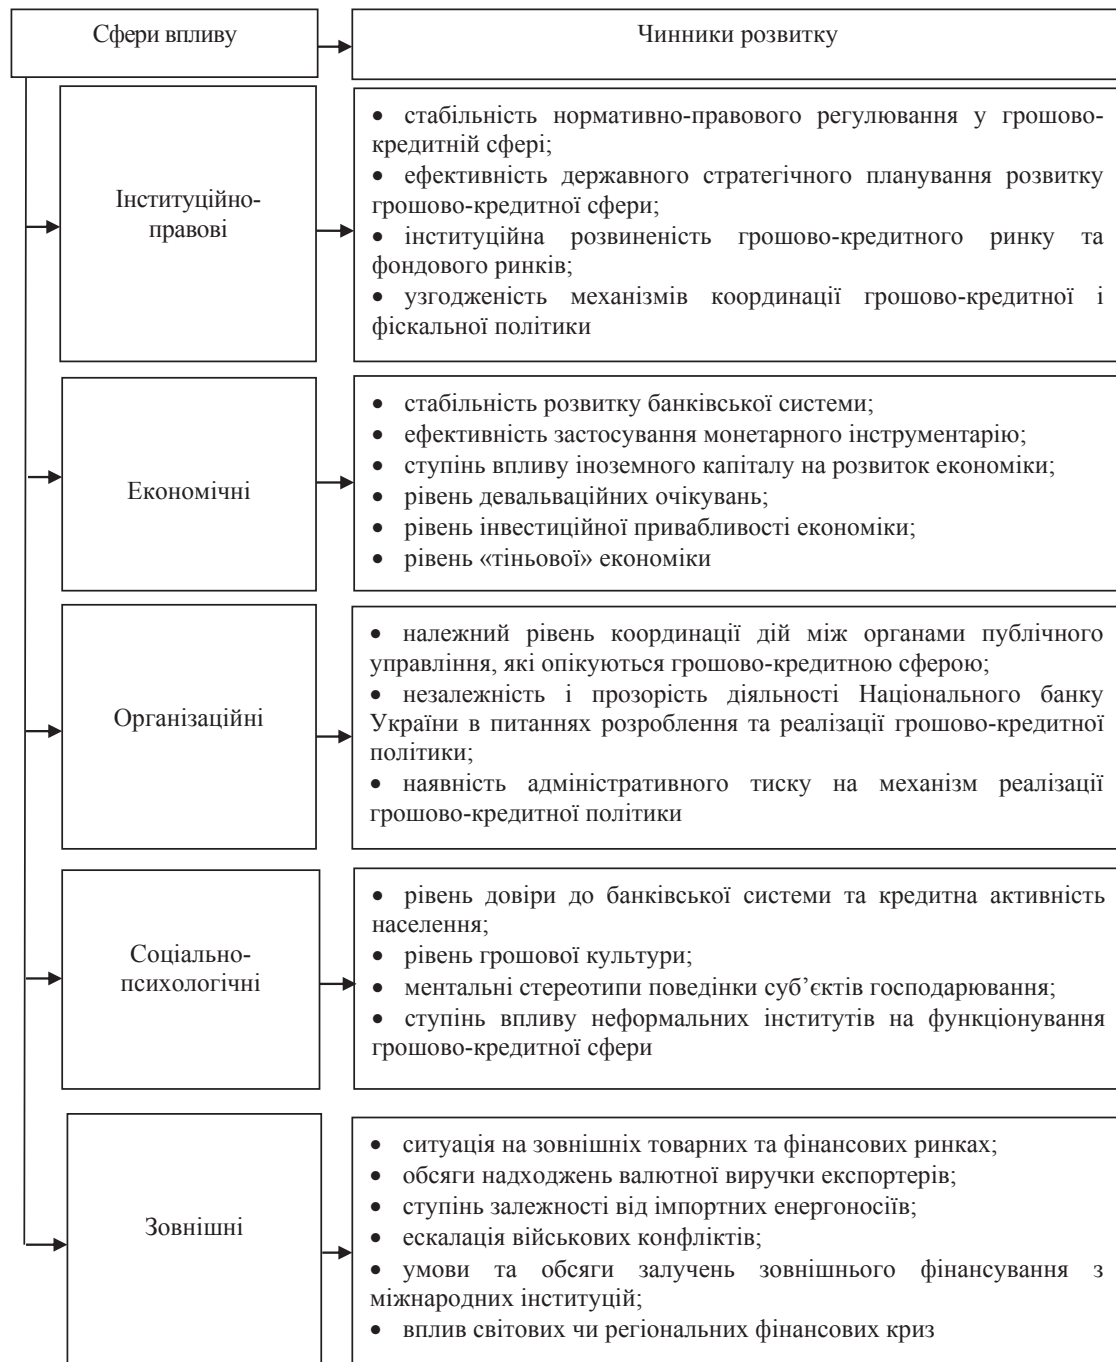 Сфери впливу
Чинники розвитку
Інституційно-
правові
• стабільність нормативно-правового регулювання у грошово-
кредитній сфері;
• ефективність державного стратегічного планування розвитку
грошово-кредитної сфери;
• інституційна розвиненість грошово-кредитного ринку та
фондового ринків;
• узгодженість механізмів координації грошово-кредитної і
фіскальної політики
Економічні
• стабільність розвитку банківської системи;
• ефективність застосування монетарного інструментарію;
• ступінь впливу іноземного капіталу на розвиток економіки;
• рівень девальваційних очікувань;
• рівень інвестиційної привабливості економіки;
• рівень «тіньової» економіки
Організаційні
• належний рівень координації дій між органами публічного
управління, які опікуються грошово-кредитною сферою;
• незалежність і прозорість діяльності Національного банку
України в питаннях розроблення та реалізації грошово-кредитної
політики;
• наявність адміністративного тиску на механізм реалізації
грошово-кредитної політики
Соціально-
психологічні
• рівень довіри до банківської системи та кредитна активність
населення;
• рівень грошової культури;
• ментальні стереотипи поведінки суб’єктів господарювання;
• ступінь впливу неформальних інститутів на функціонування
грошово-кредитної сфери
Зовнішні
• ситуація на зовнішніх товарних та фінансових ринках;
• обсяги надходжень валютної виручки експортерів;
• ступінь залежності від імпортних енергоносіїв;
• ескалація військових конфліктів;
• умови та обсяги залучень зовнішнього фінансування з
міжнародних інституцій;
• вплив світових чи регіональних фінансових криз